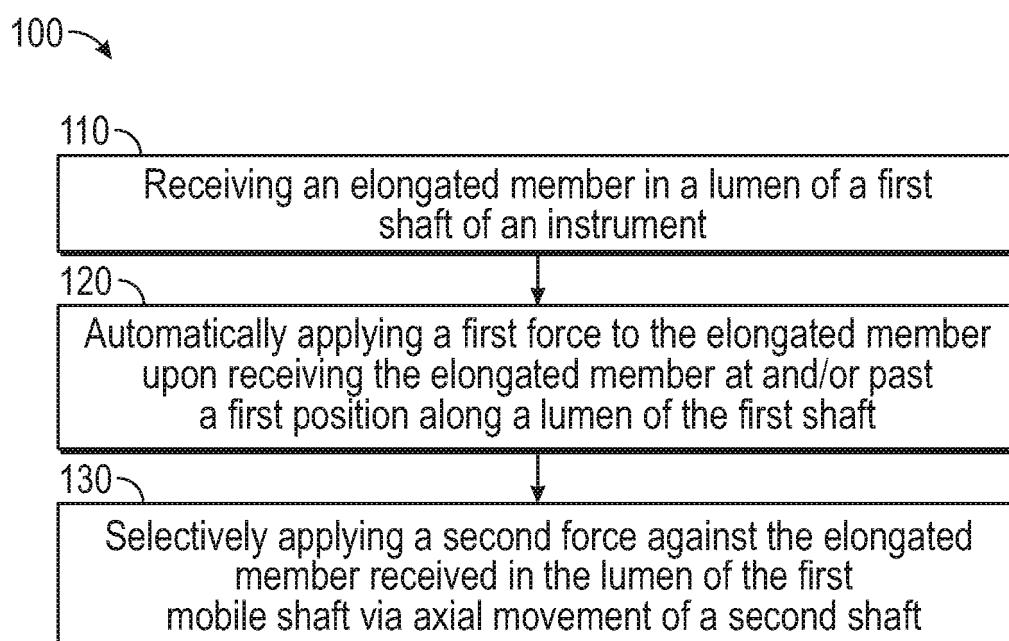 100
110
Receiving an elongated member in a lumen of a first
shaft of an instrument
120
Automatically applying a first force to the elongated member
upon receiving the elongated member at and/or past
a first position along a lumen of the first shaft
130
Selectively applying a second force against the elongated
member received in the lumen of the first
mobile shaft via axial movement of a second shaft